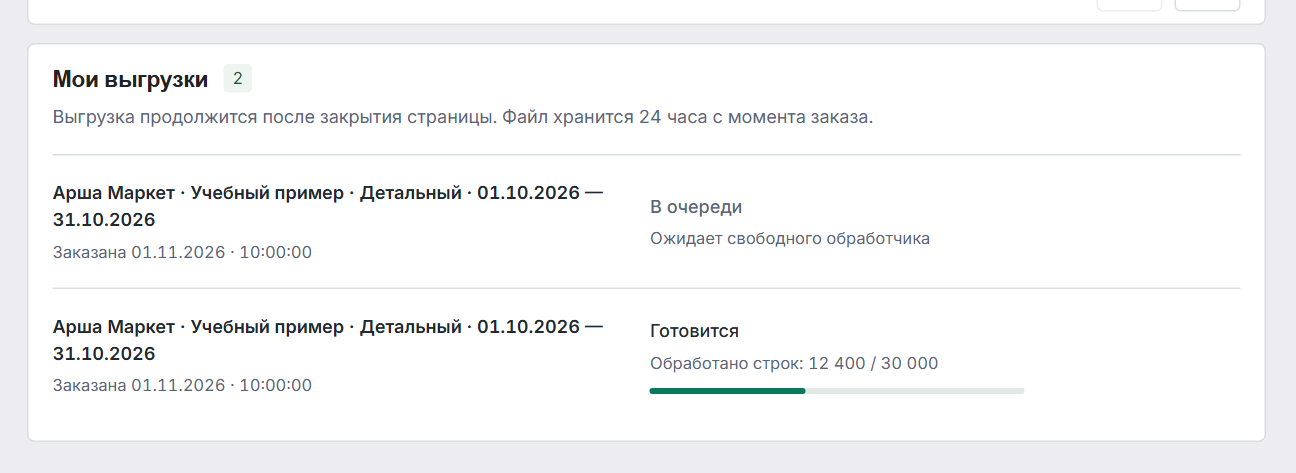 Мои выгрузки 2
Выгрузка продолжится после закрытия страницы. Файл хранится 24 часа с момента заказа.
Арша Маркет · Учебный пример · Детальный · 01.10.2026 —
31.10.2026
Заказана 01.11.2026 · 10:00:00
В очереди
Ожидает свободного обработчика
Арша Маркет · Учебный пример · Детальный · 01.10.2026 —
31.10.2026
Заказана 01.11.2026 · 10:00:00
Готовится
Обработано строк: 12 400 / 30 000